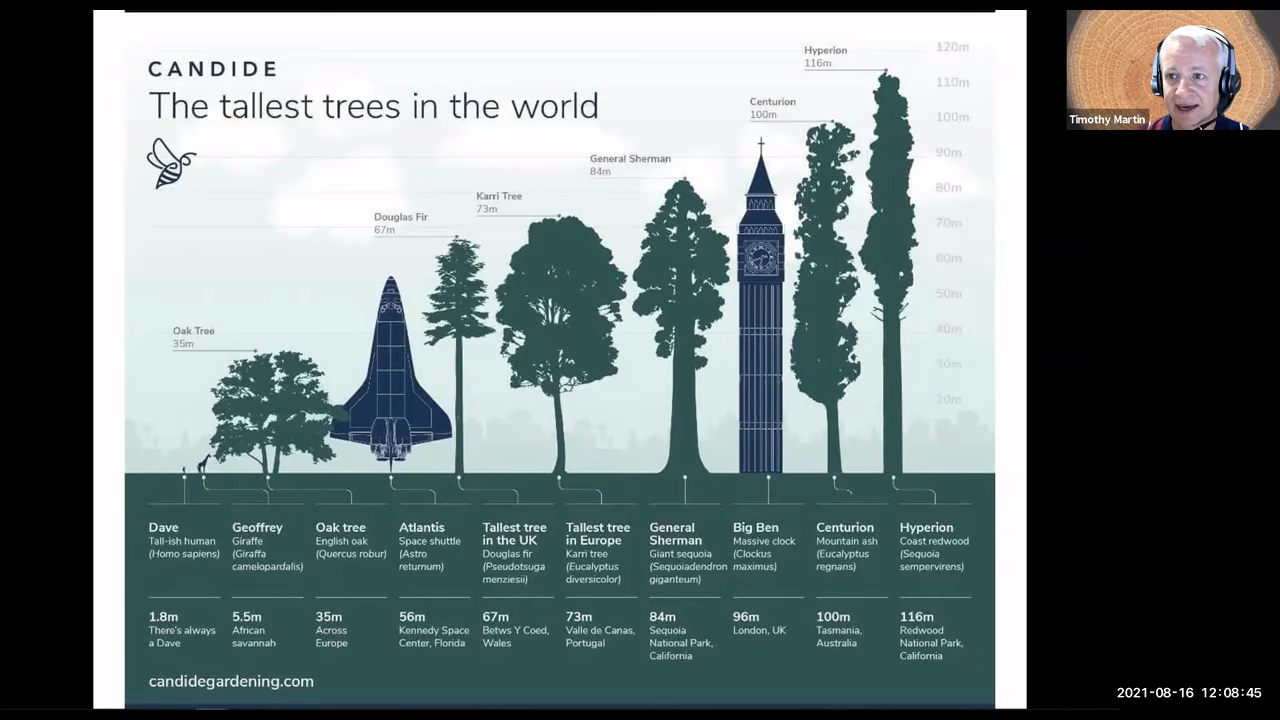 CANDIDE
The tallest trees in the world
Hyperion
116m
Centurion
100m
General Sherman
84m
Karri Tree
73m
Douglas Fir
67m
Oak Tree
35m
120m
110m
100m
90m
80m
70m
60m
50m
40m
30m
20m
Dave
Tall-ish human
(Homo sapiens)
1.8m
There's always
a Dave
Geoffrey
Giraffe
(Giraffa
camelopardalis)
5.5m
African
savannah
Oak tree
English oak
(Quercus robur)
35m
Across
Europe
Atlantis
Space shuttle
(Astro
returnum)
56m
Kennedy Space
Center, Florida
Tallest tree
in the UK
Douglas fir
(Pseudotsuga
menziesii)
67m
Betws Y Coed,
Wales
Tallest tree
in Europe
Karri tree
(Eucalyptus
diversicolor)
73m
Valle de Canas,
Portugal
General
Sherman
Giant sequoia
(Sequoiadendron
giganteum)
84m
Sequoia
National Park,
California
Big Ben
Massive clock
(Clockus
maximus)
96m
London, UK
Centurion
Mountain ash
(Eucalyptus
regnans)
100m
Tasmania,
Australia
Hyperion
Coast redwood
(Sequoia
sempervirens)
116m
Redwood
National Park,
California
candidegardening.com
Timothy Martin
2021-08-16 12:08:45